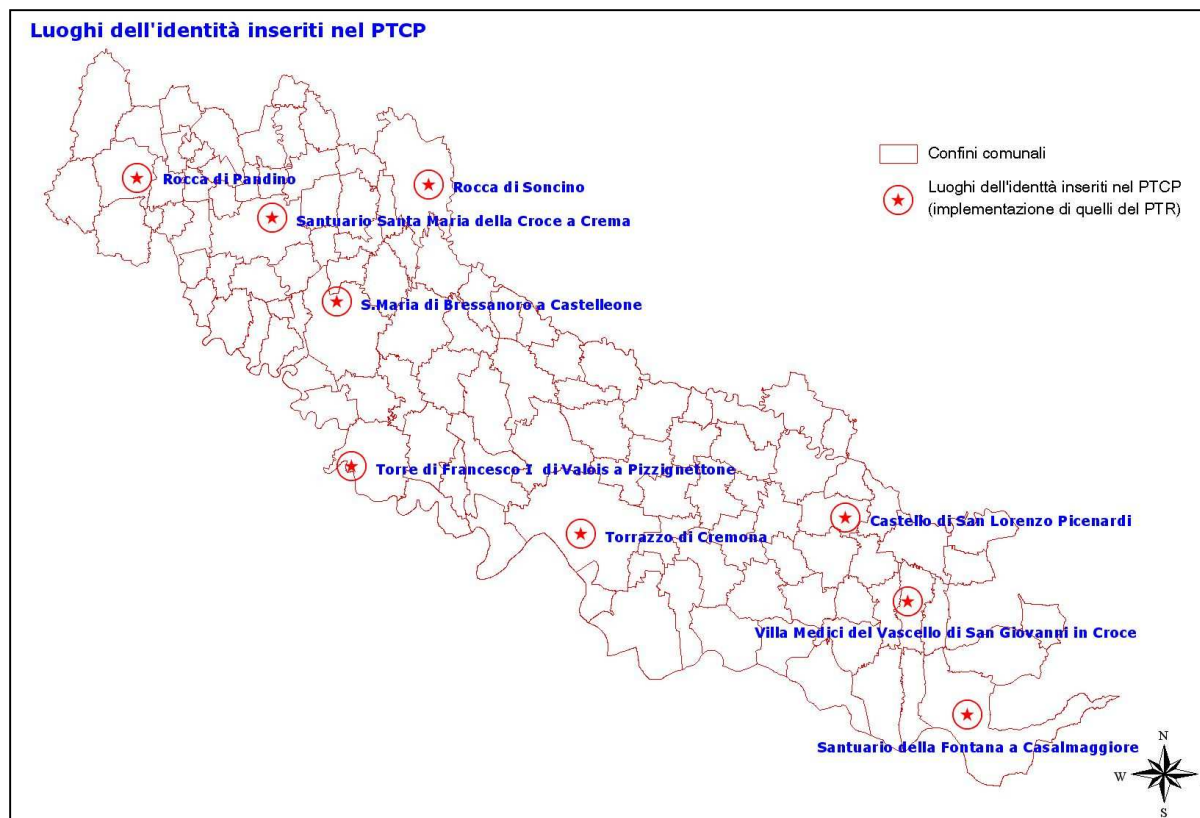 Luoghi dell'identità inseriti nel PTCP
Confini comunali
Luoghi dell'identtà inseriti nel PTCP
(implementazione di quelli del PTR)
Rocca di Pandino
Rocca di Soncino
Santuario Santa Maria della Croce a Crema
S.Maria di Bressanoro a Castelleone
Torre di Francesco I di Valois a Pizzighettone
Castello di San Lorenzo Picenardi
Torrazzo di Cremona
Villa Medici del Vascello di San Giovanni in Croce
Santuario della Fontana a Casalmaggiore
N
W
S